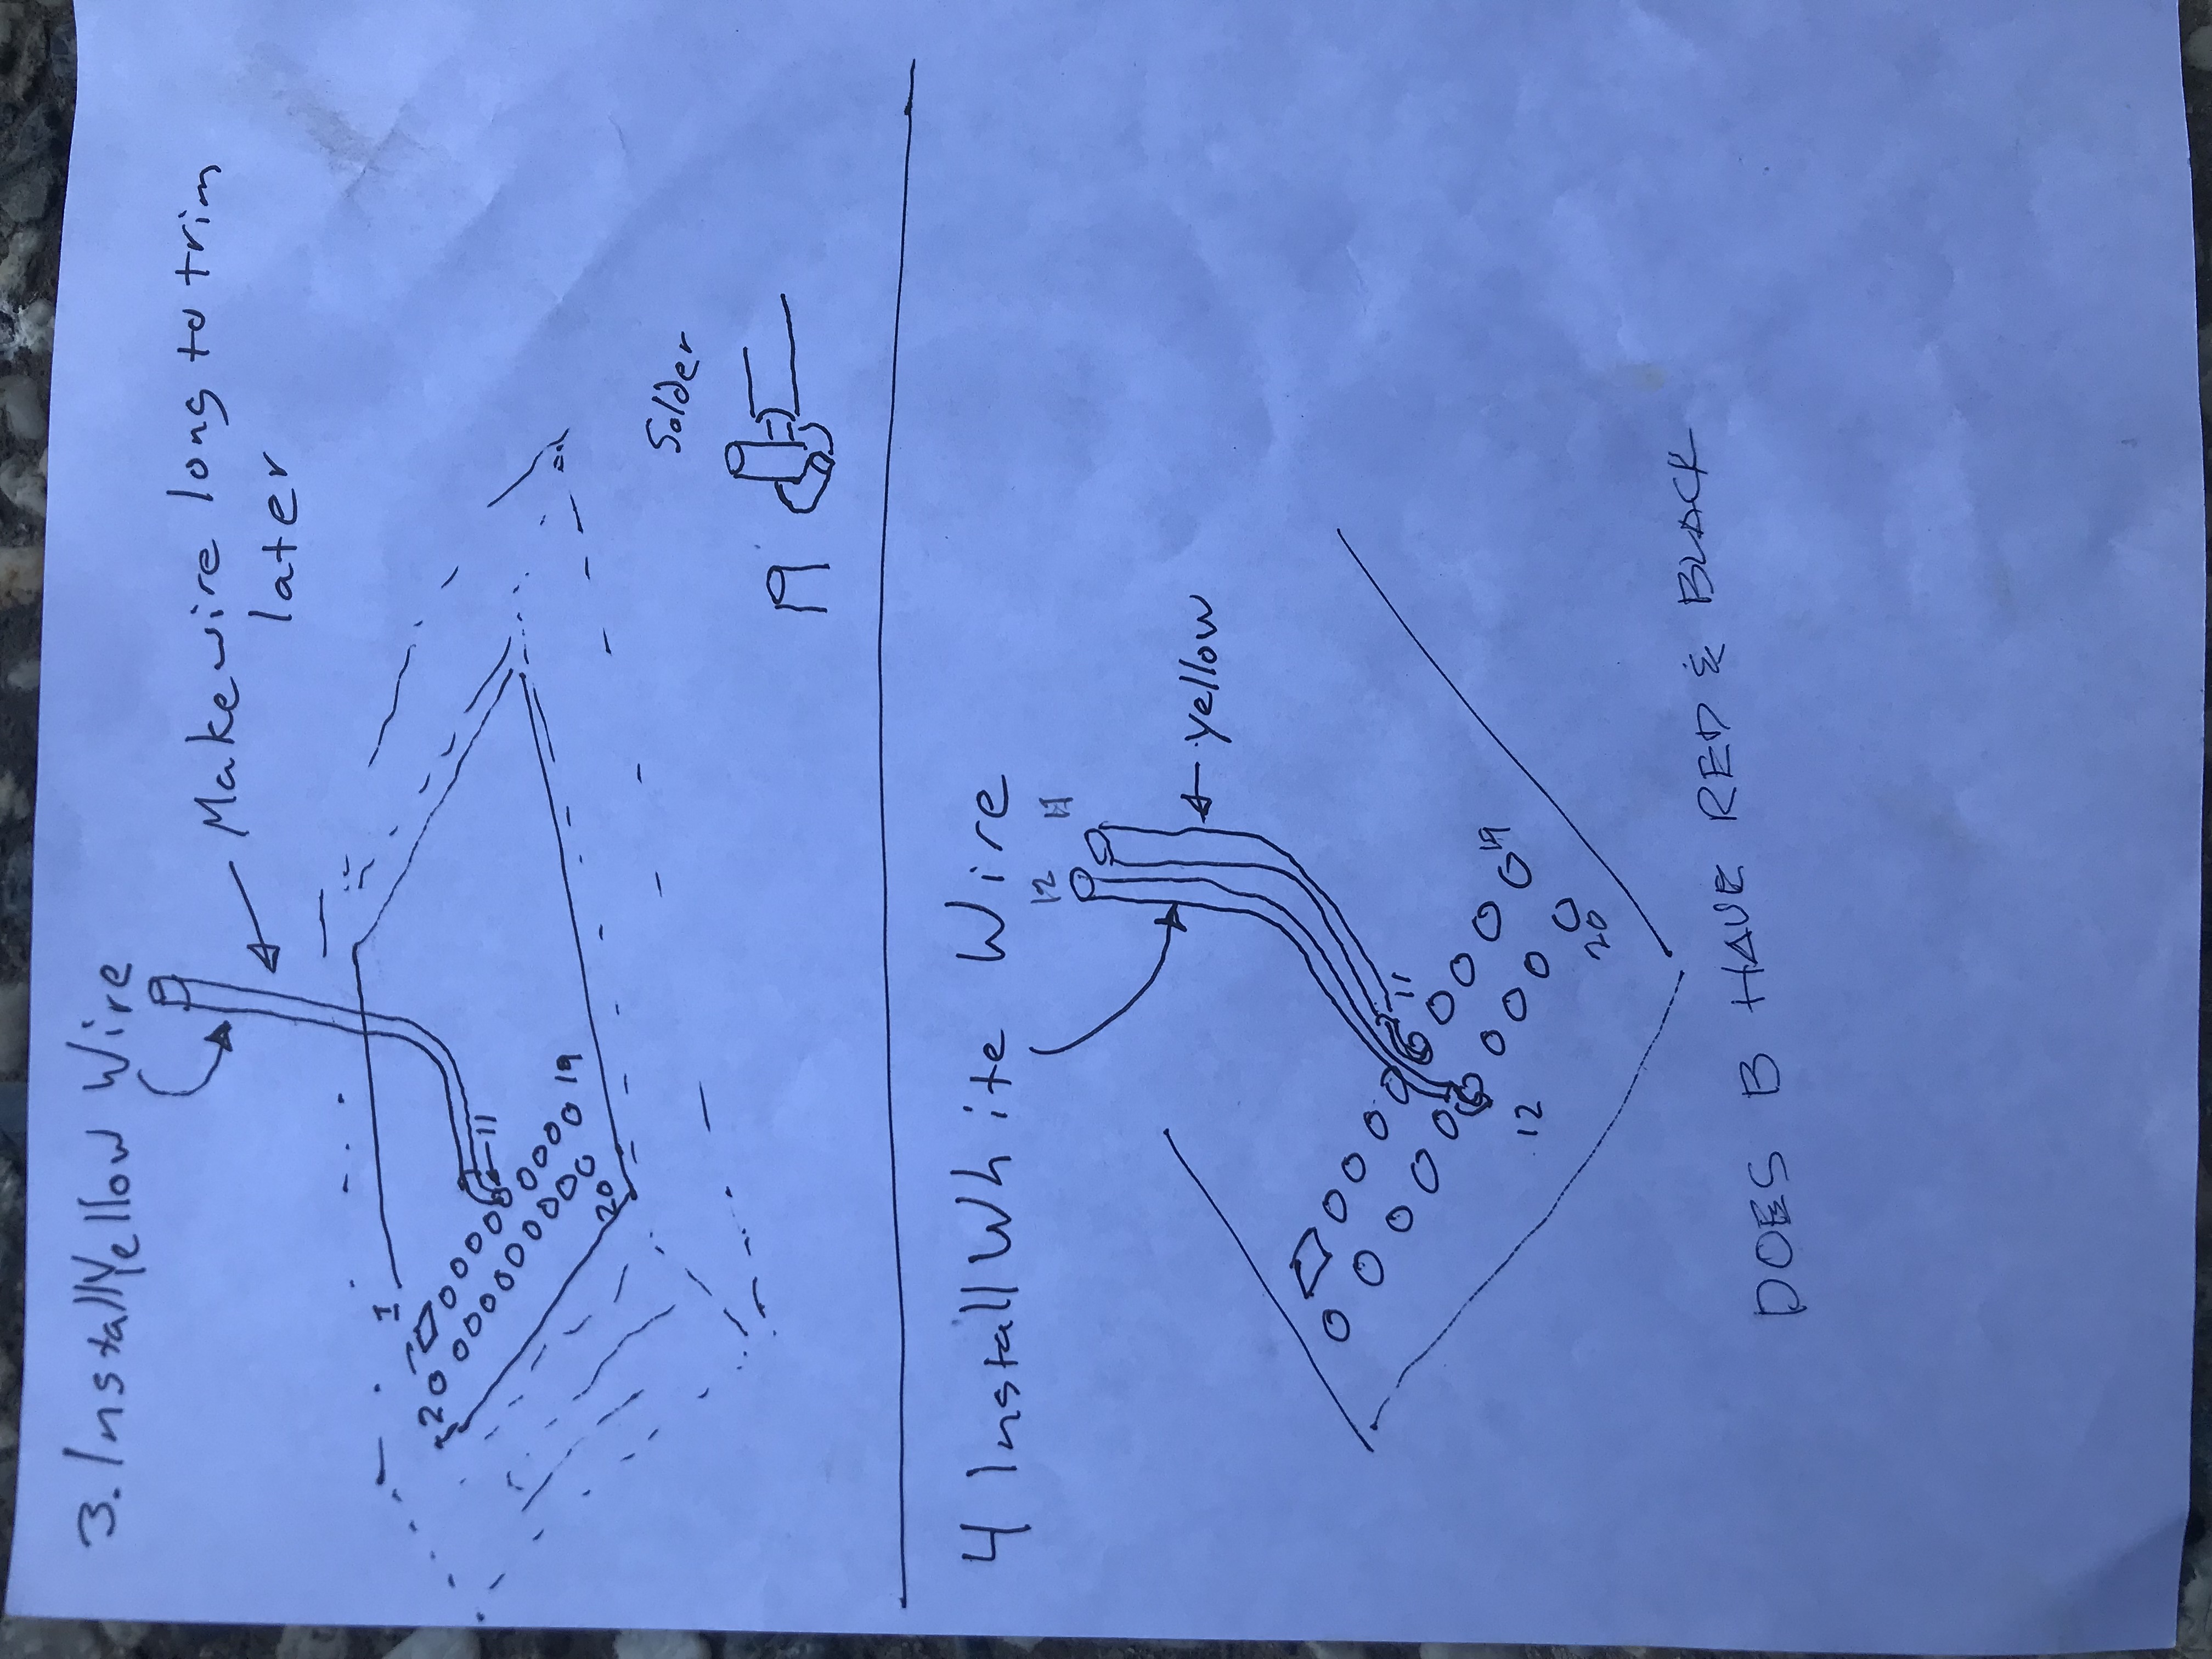 3. Install Yellow Wire
Make wire long to trim
later
1
20
11
19
20
Solder
4 Install White Wire
12
11
yellow
11
12
19
20
DOES B HAVE RED & BLACK